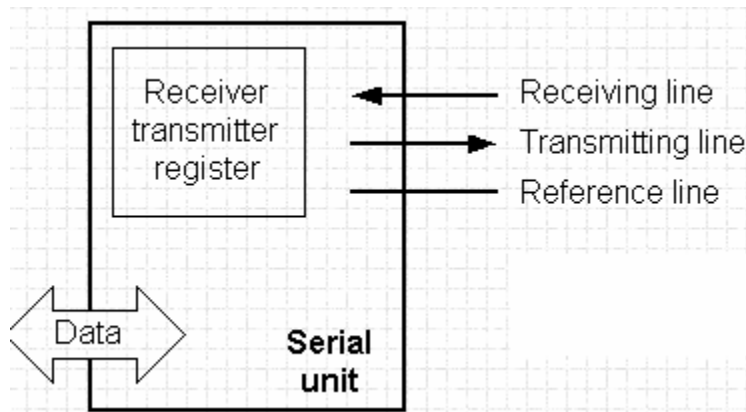 Receiver
transmitter
register
Receiving line
Transmitting line
Reference line
Data
Serial
unit